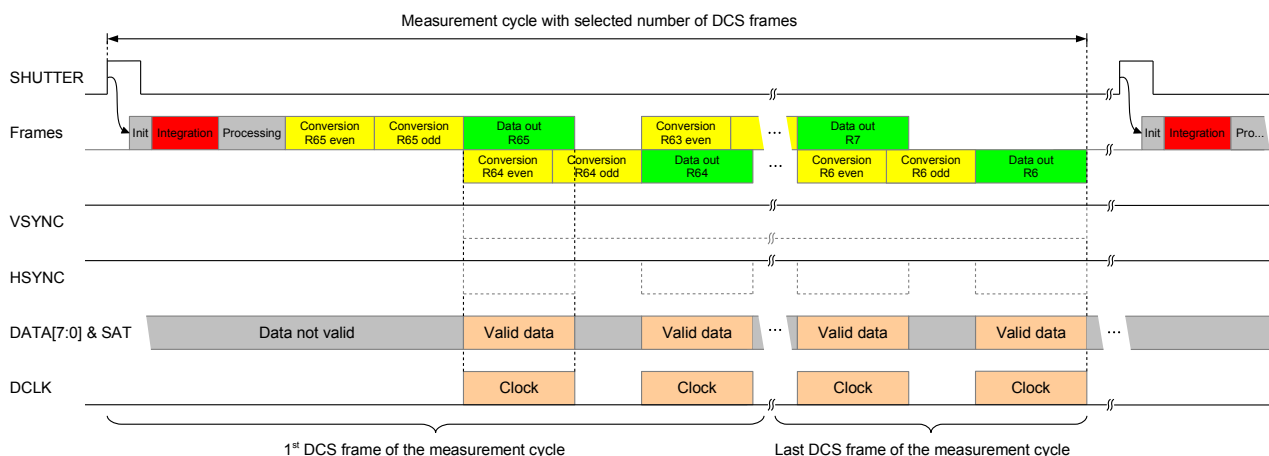 Measurement cycle with selected number of DCS frames
SHUTTER
Frames
Init
Integration
Processing
Conversion
R65 even
Conversion
R65 odd
Data out
R65
Conversion
R63 even
...
Data out
R7
Init
Integration
Pro...
Conversion
R64 even
Conversion
R64 odd
Data out
R64
...
Conversion
R6 even
Conversion
R6 odd
Data out
R6
VSYNC
HSYNC
DATA[7:0] & SAT
Data not valid
Valid data
Valid data
...
Valid data
Valid data
...
DCLK
Clock
Clock
Clock
Clock
1st DCS frame of the measurement cycle
Last DCS frame of the measurement cycle